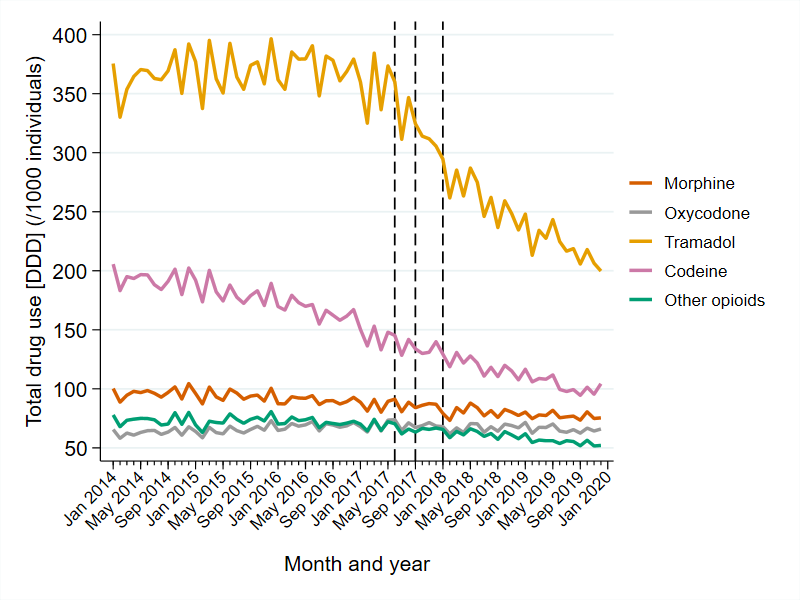 Total drug use [DDD] (/1000 individuals)
400
350
300
250
200
150
100
50
Jan 2014
May 2014
Sep 2014
Jan 2015
May 2015
Sep 2015
Jan 2016
May 2016
Sep 2016
Jan 2017
May 2017
Sep 2017
Jan 2018
May 2018
Sep 2018
Jan 2019
May 2019
Sep 2019
Jan 2020
Month and year
Morphine
Oxycodone
Tramadol
Codeine
Other opioids